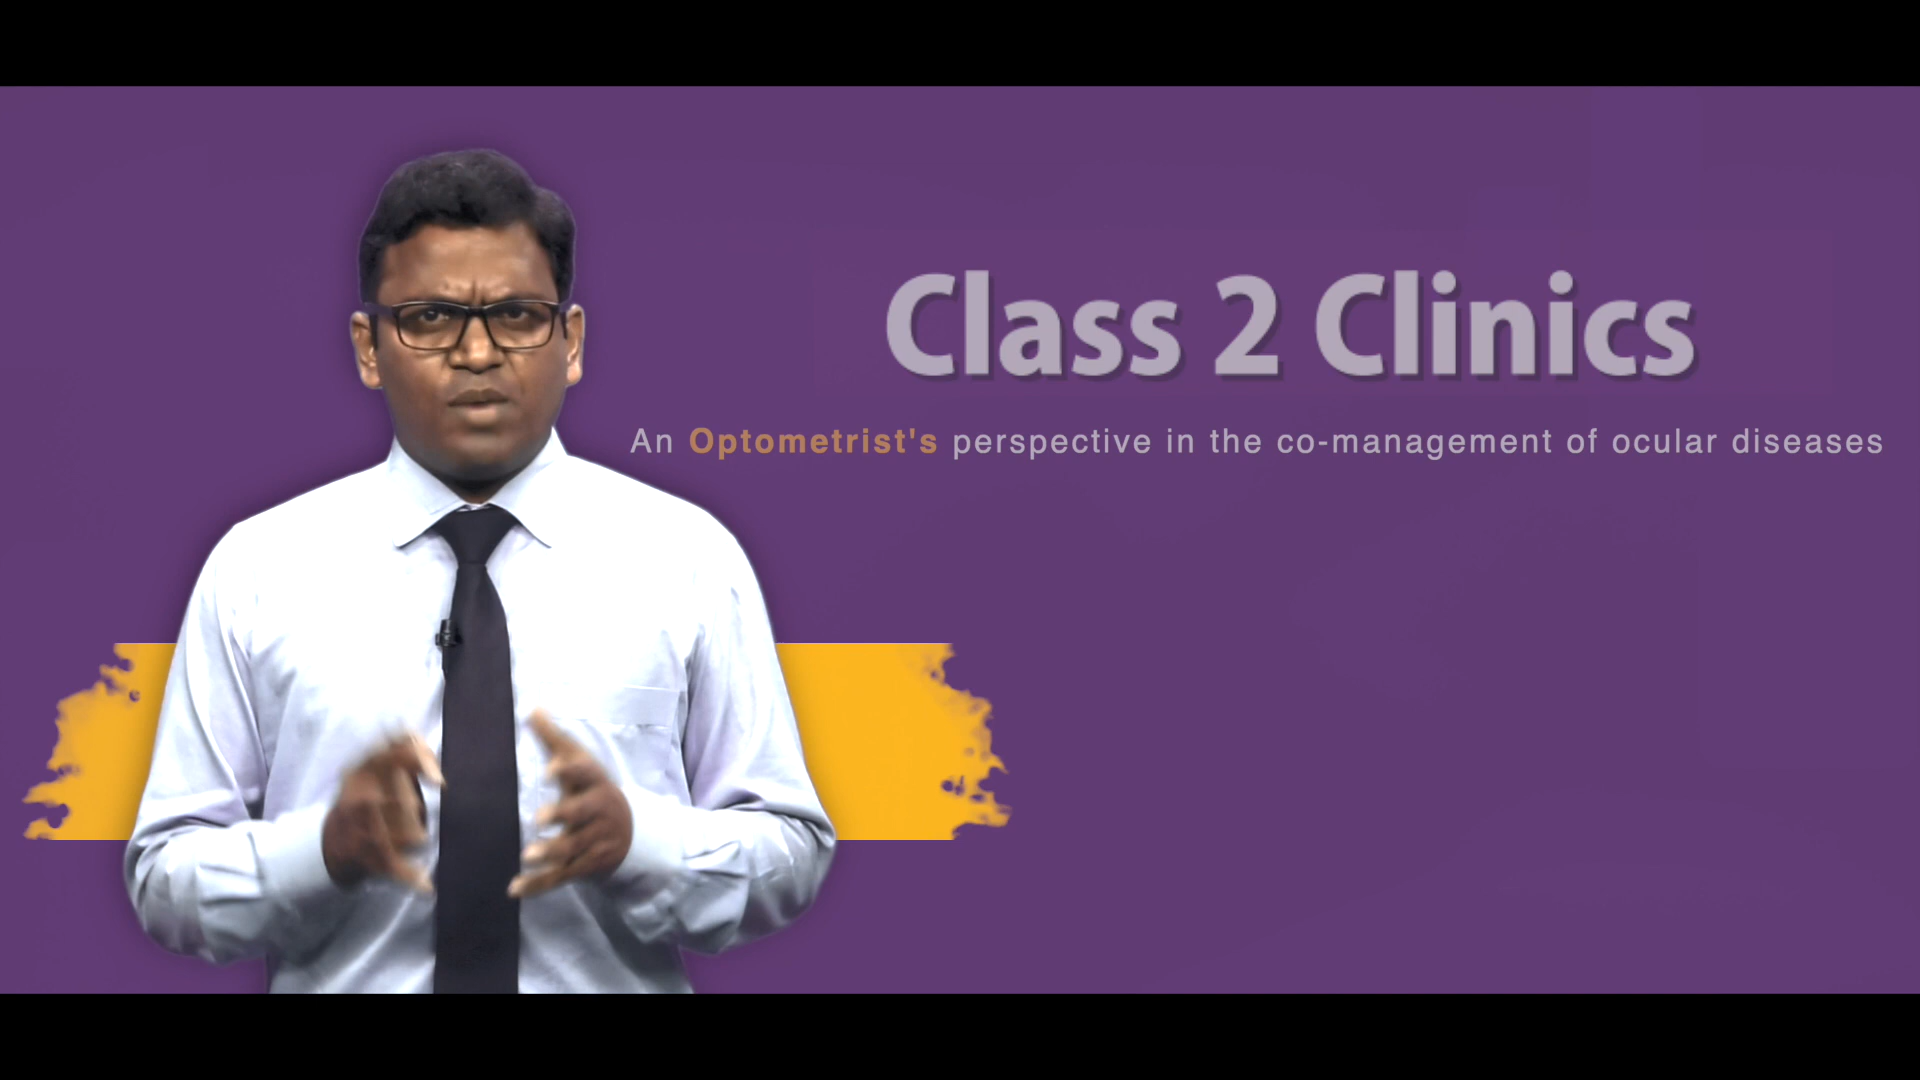 Class 2 Clinics
An Optometrist's perspective in the co-management of ocular diseases